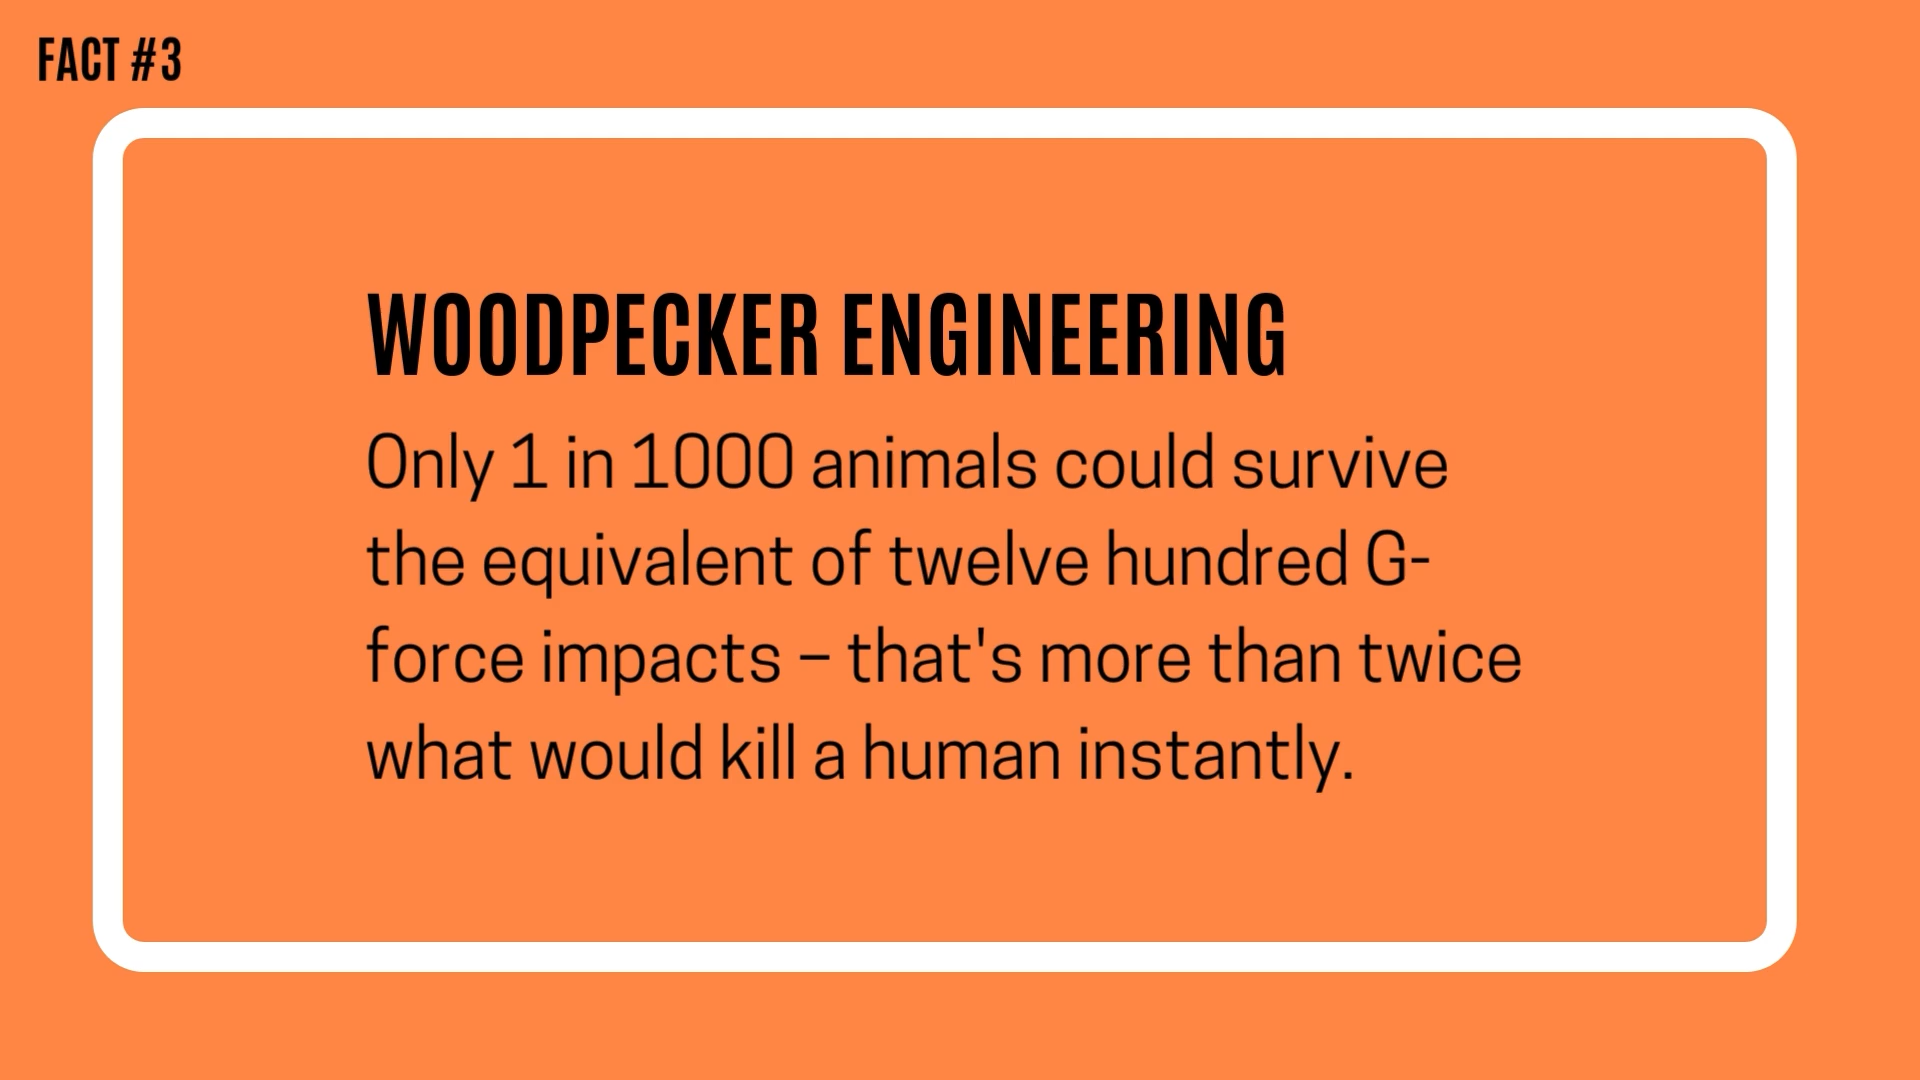 FACT #3
WOODPECKER ENGINEERING
Only 1 in 1000 animals could survive
the equivalent of twelve hundred G-
force impacts – that's more than twice
what would kill a human instantly.